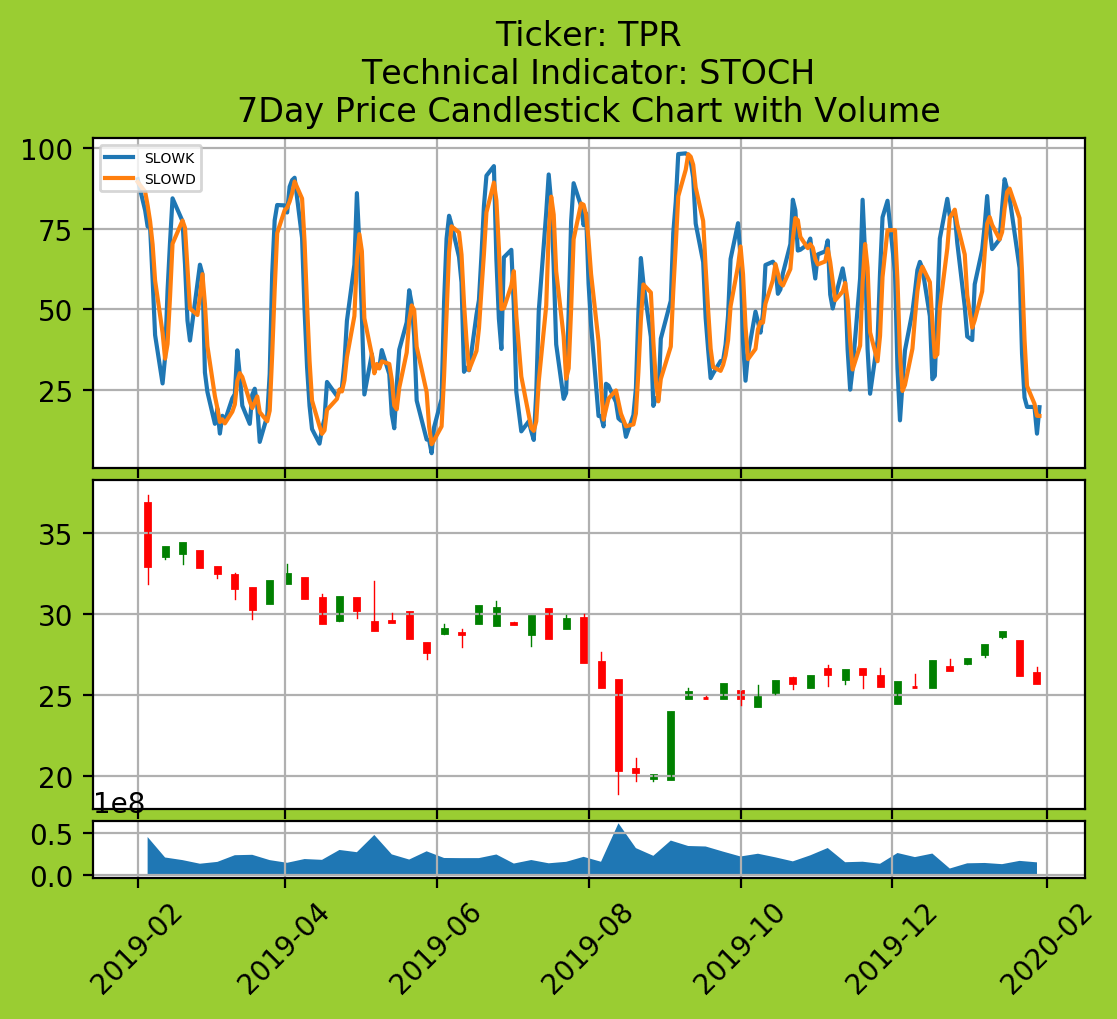 Ticker: TPR
Technical Indicator: STOCH
7Day Price Candlestick Chart with Volume
100
75
50
25
SLOWK
SLOWD
35
30
25
20
1e8
0.5
0.0
2019-02
2019-04
2019-06
2019-08
2019-10
2019-12
2020-02